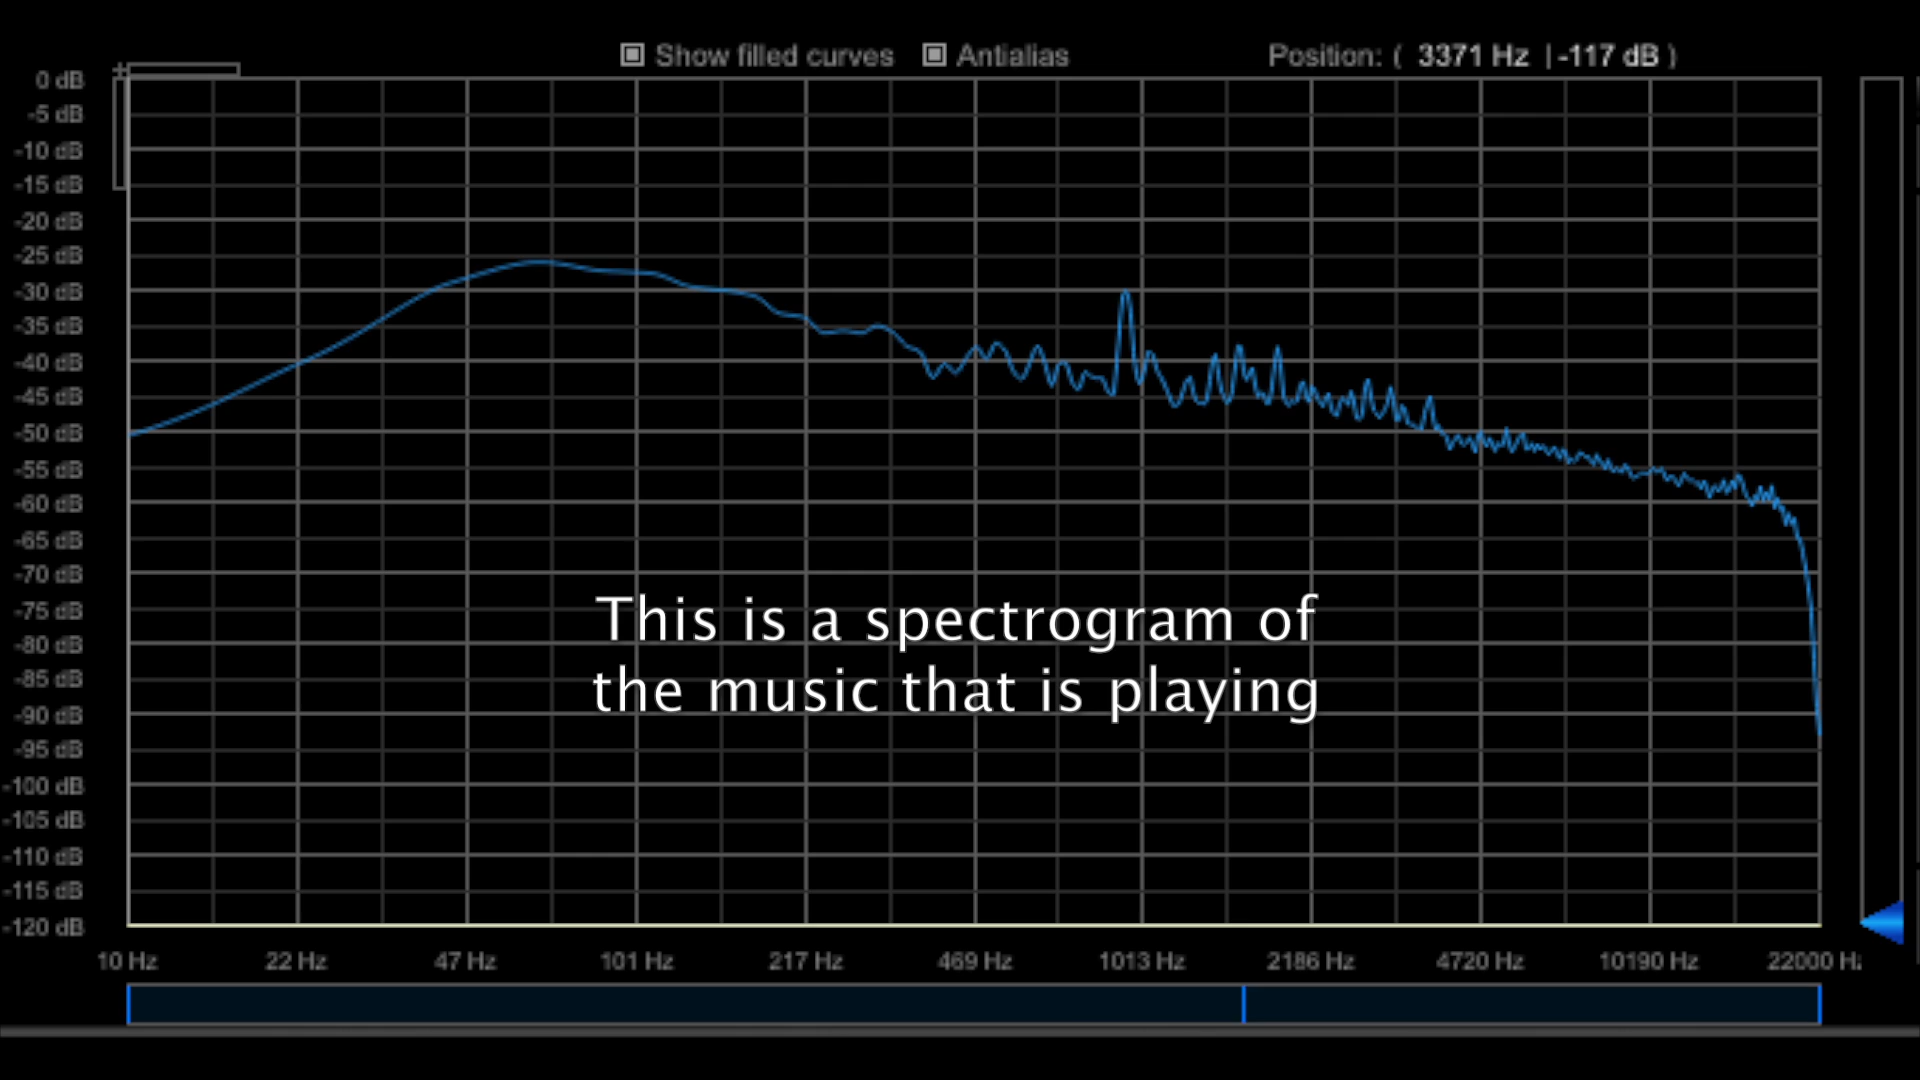 Show filled curves Antialias Position: ( 3371 Hz |-117 dB )
0 dB
-5 dB
-10 dB
-15 dB
-20 dB
-25 dB
-30 dB
-35 dB
-40 dB
-45 dB
-50 dB
-55 dB
-60 dB
-65 dB
-70 dB
-75 dB
-80 dB
-85 dB
-90 dB
-95 dB
-100 dB
-105 dB
-110 dB
-115 dB
-120 dB
This is a spectrogram of
the music that is playing
10 Hz 22 Hz 47 Hz 101 Hz 217 Hz 469 Hz 1013 Hz 2186 Hz 4720 Hz 10190 Hz 22000 Hz